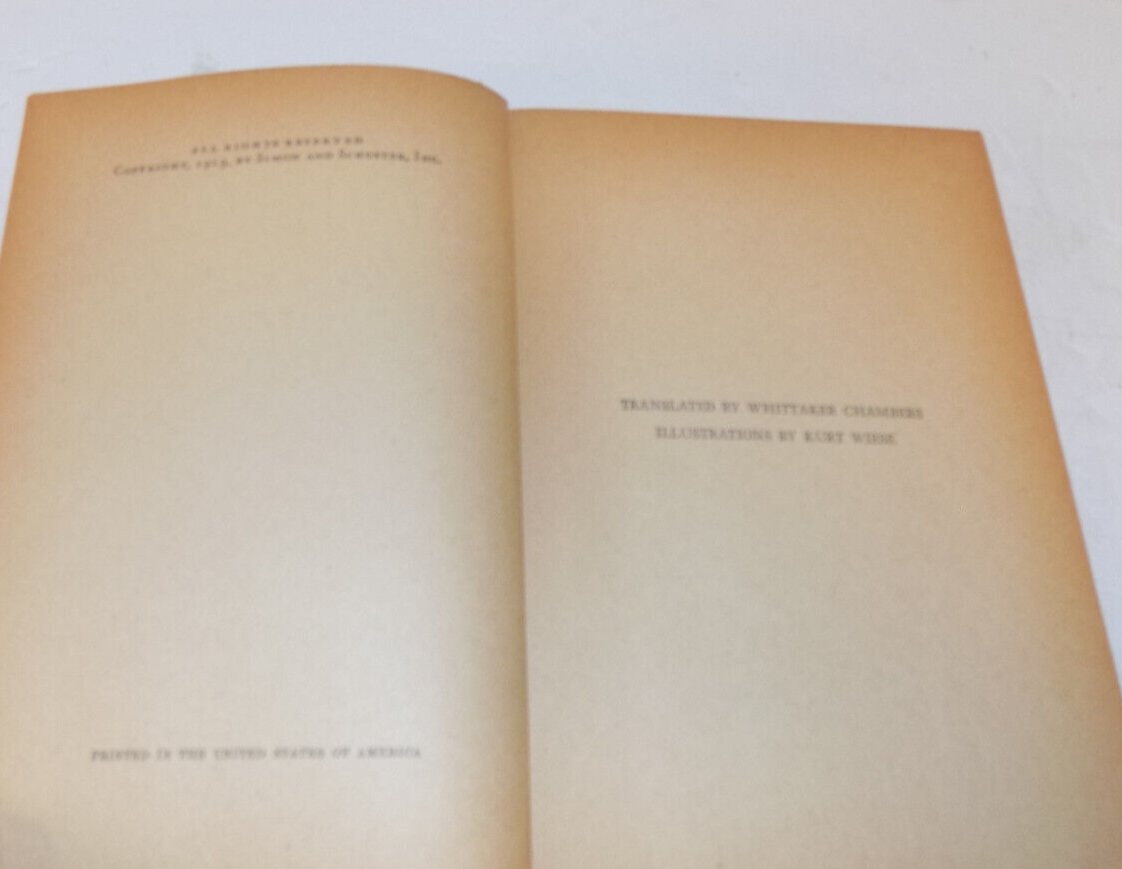 ALL RIGHTS RESERVED
COPYRIGHT, BY SIMON AND SCHUSTER, INC.
PRINTED IN THE UNITED STATES OF AMERICA
TRANSLATED BY WHITTAKER CHAMBERS
ILLUSTRATIONS BY KURT WIESE